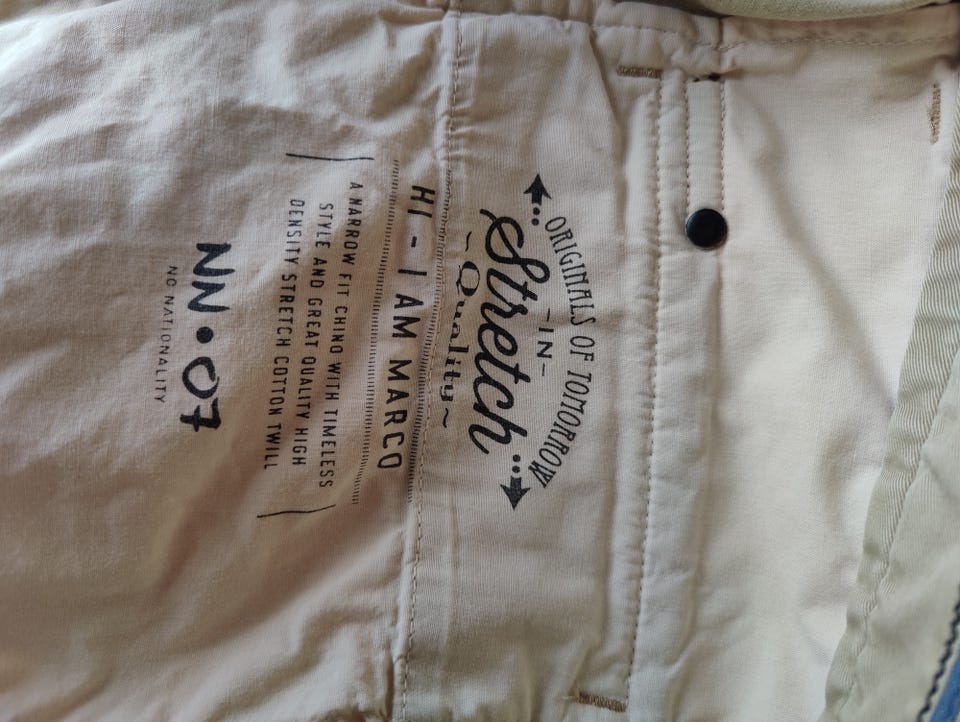 ORIGINALS OF TOMORROW
-IN-
Stretch
~Quality~
HI - I AM MARCO
A NARROW FIT CHINO WITH TIMELESS
STYLE AND GREAT QUALITY HIGH
DENSITY STRETCH COTTON TWILL
NN•07
NO NATIONALITY